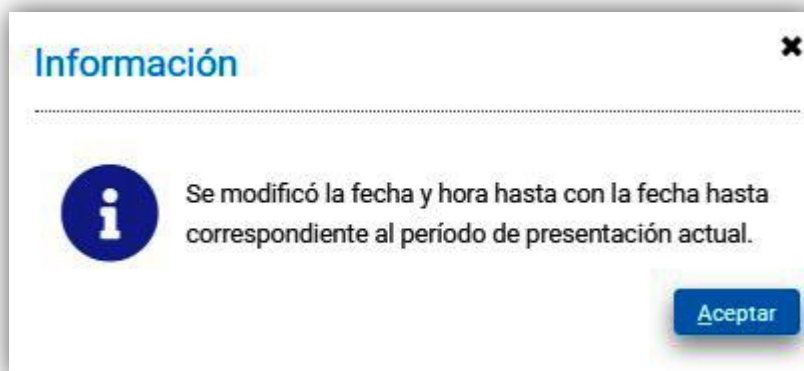 Información
Se modificó la fecha y hora hasta con la fecha hasta
correspondiente al período de presentación actual.
Aceptar